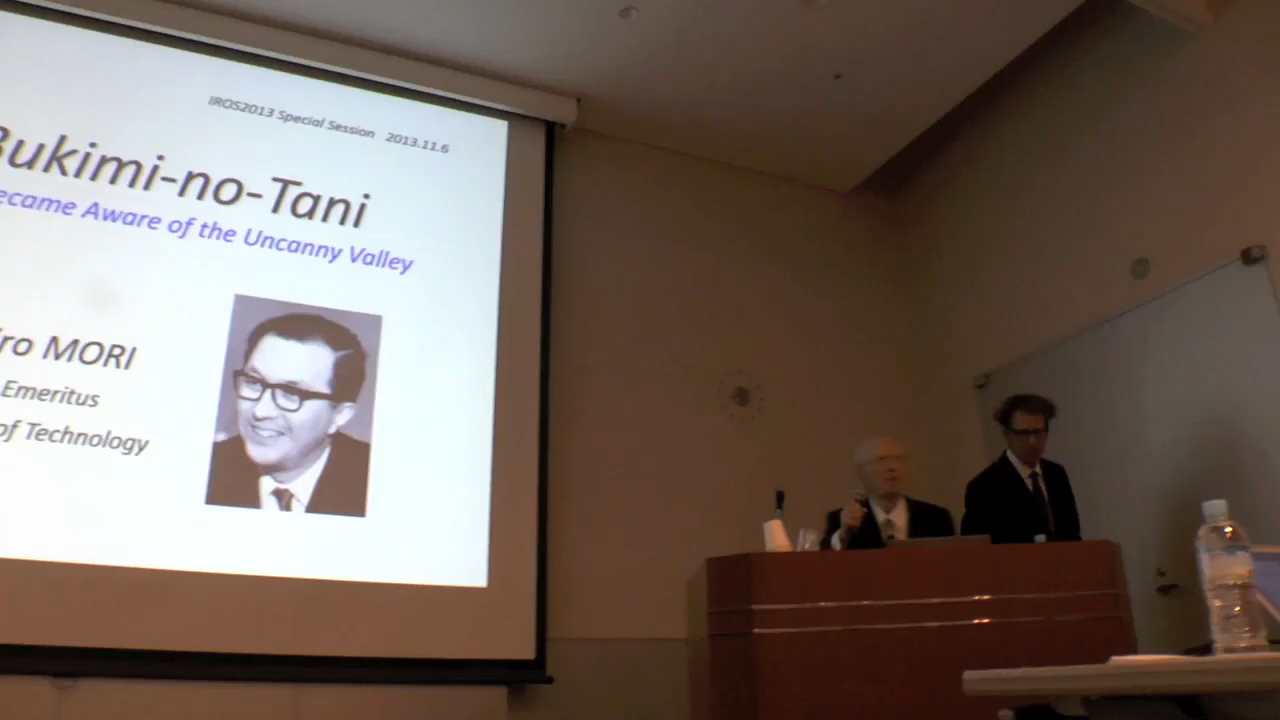 IROS2013 Special Session 2013.11.6
Bukimi-no-Tani
ecame Aware of the Uncanny Valley
iro MORI
Emeritus
of Technology